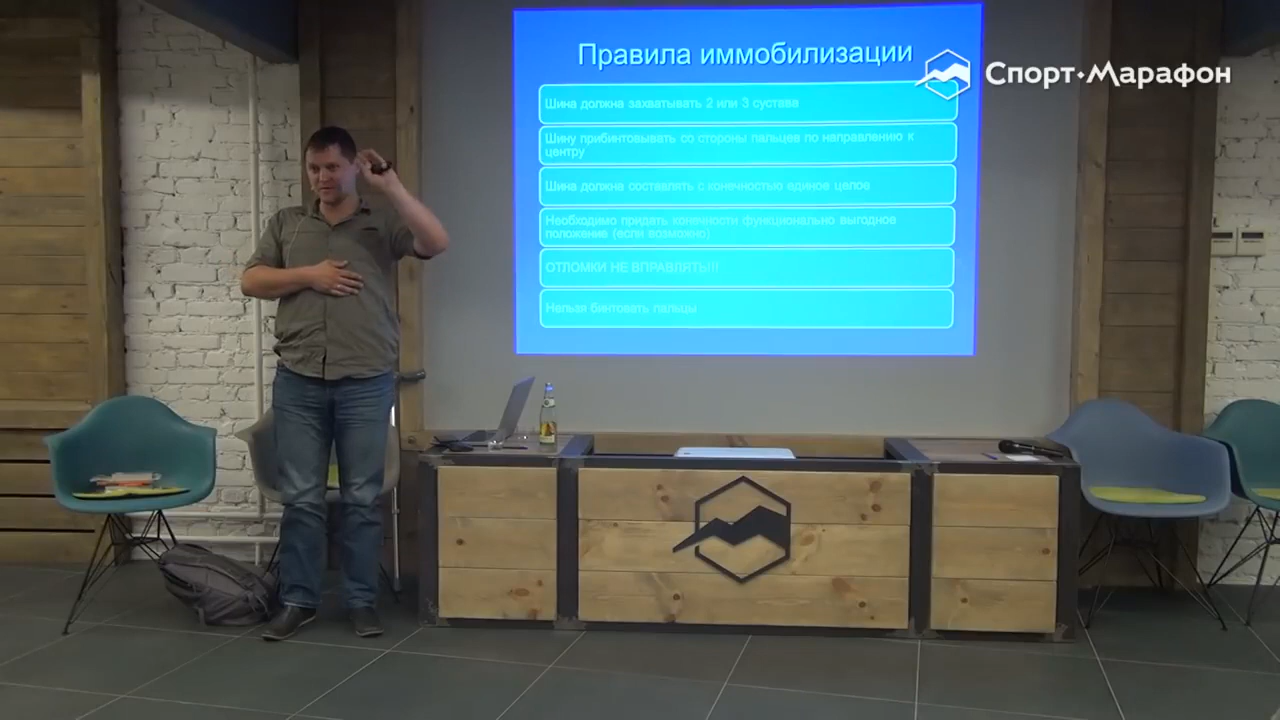 Правила иммобилизации
Спорт-Марафон
Шина должна захватывать 2 или 3 сустава
Шину прибинтовывать со стороны пальцев по направлению к
центру
Шина должна составлять с конечностью единое целое
Необходимо придать конечности функционально выгодное
положение (если возможно)
ОТЛОМКИ НЕ ВПРАВЛЯТЬ!!!
Нельзя бинтовать пальцы